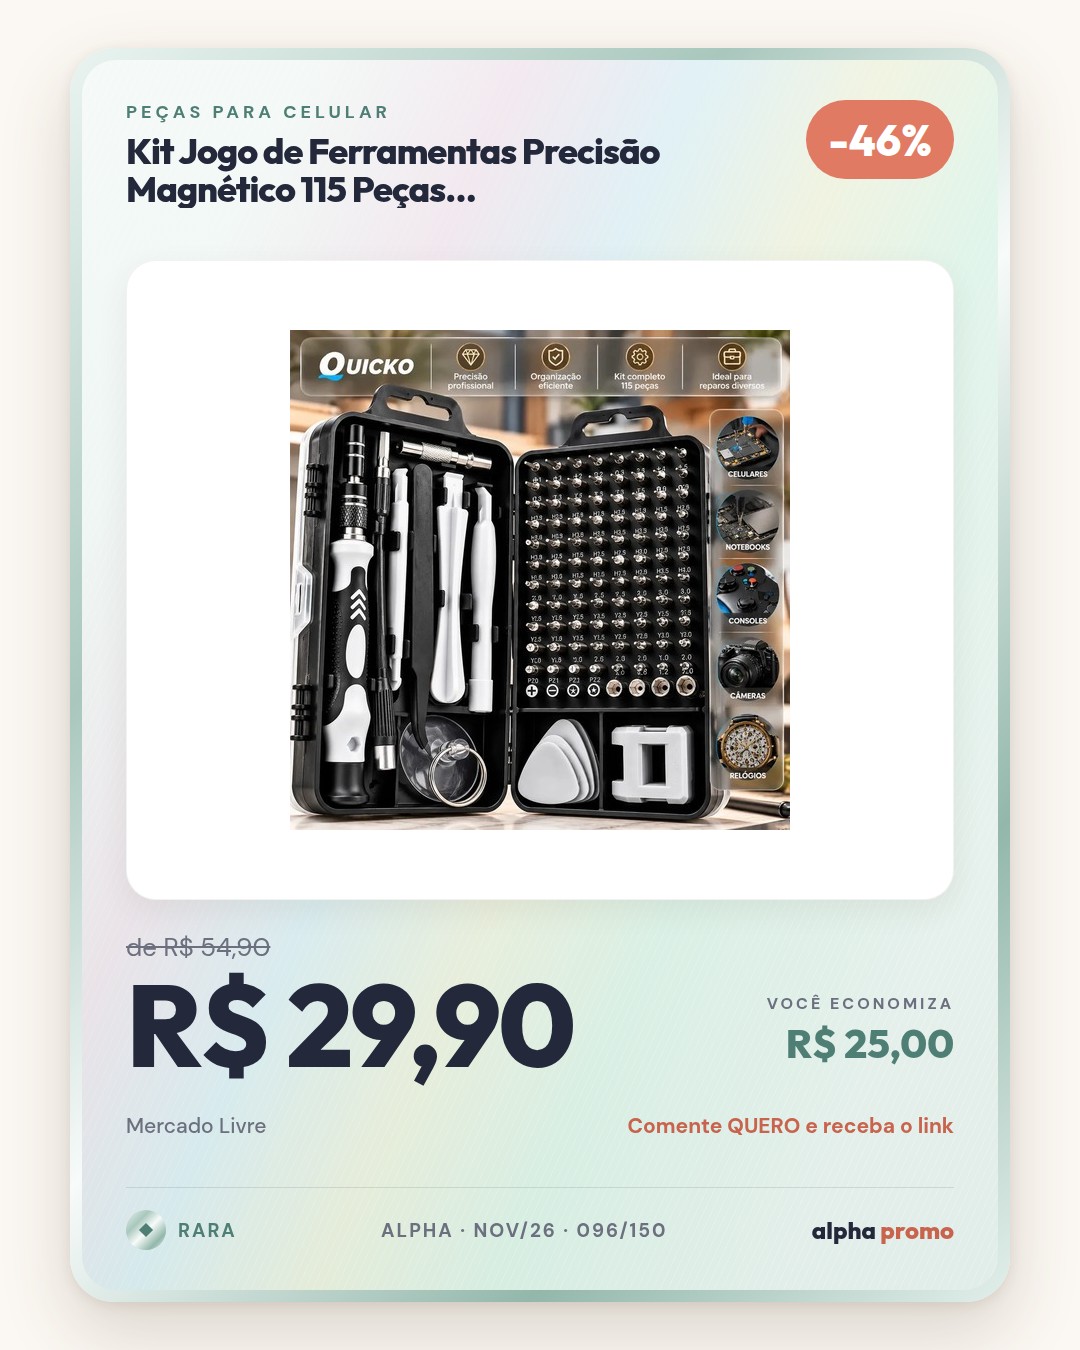 PEÇAS PARA CELULAR
Kit Jogo de Ferramentas Precisão
Magnético 115 Peças...
-46%
QUICKO
Precisão
profissional
Organização
eficiente
Kit completo
115 peças
Ideal para
reparos diversos
CELULARES
NOTEBOOKS
CONSOLES
CÂMERAS
RELÓGIOS
de R$ 54,90
R$ 29,90
VOCÊ ECONOMIZA
R$ 25,00
Mercado Livre
Comente QUERO e receba o link
RARA
ALPHA · NOV/26 · 096/150
alpha promo